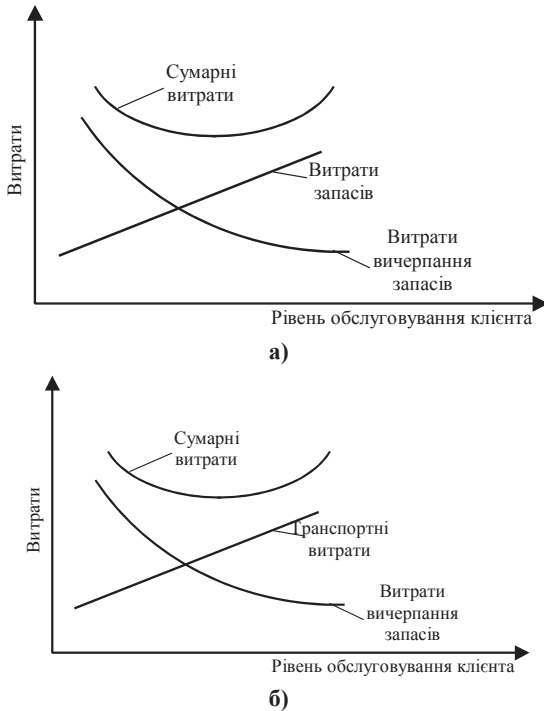 Сумарні
витрати
Витрати
Витрати
запасів
Витрати
вичерпання
запасів
Рівень обслуговування клієнта
а)
Сумарні
витрати
Витрати
Транспортні
витрати
Витрати
вичерпання
запасів
Рівень обслуговування клієнта
б)